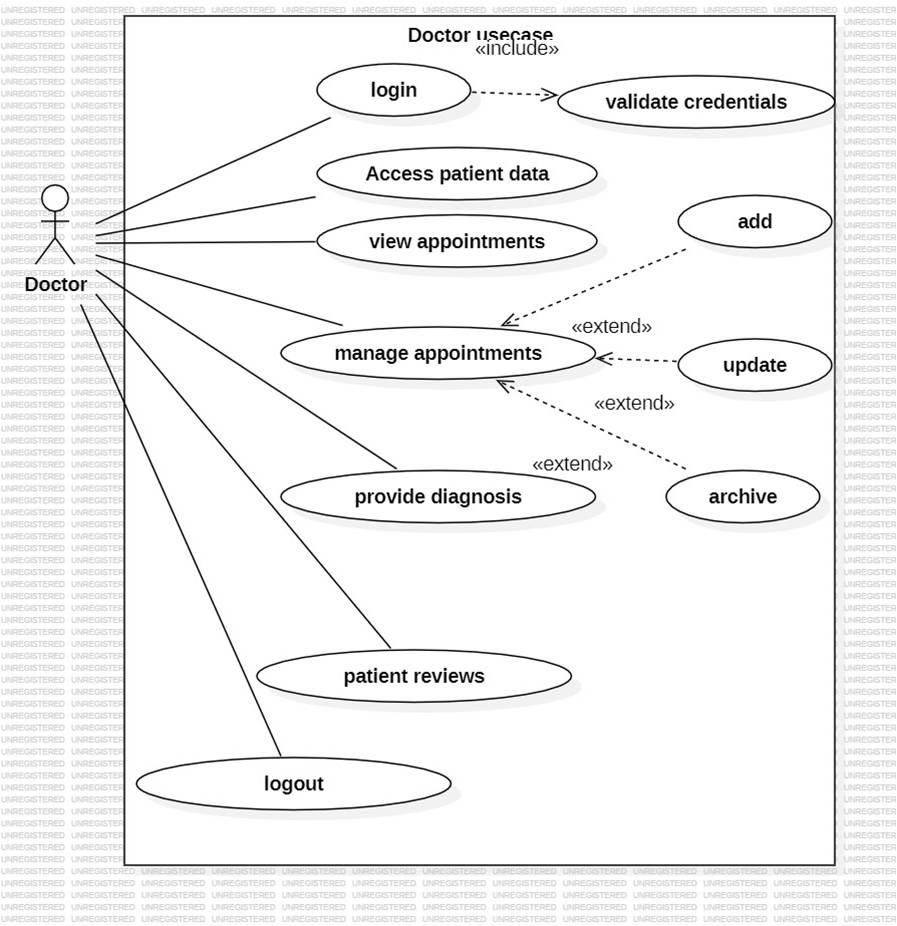 Doctor usecase
«include»
login
validate credentials
Access patient data
add
view appointments
Doctor
«extend»
manage appointments
update
«extend»
«extend»
provide diagnosis
archive
patient reviews
logout
UNREGISTERED